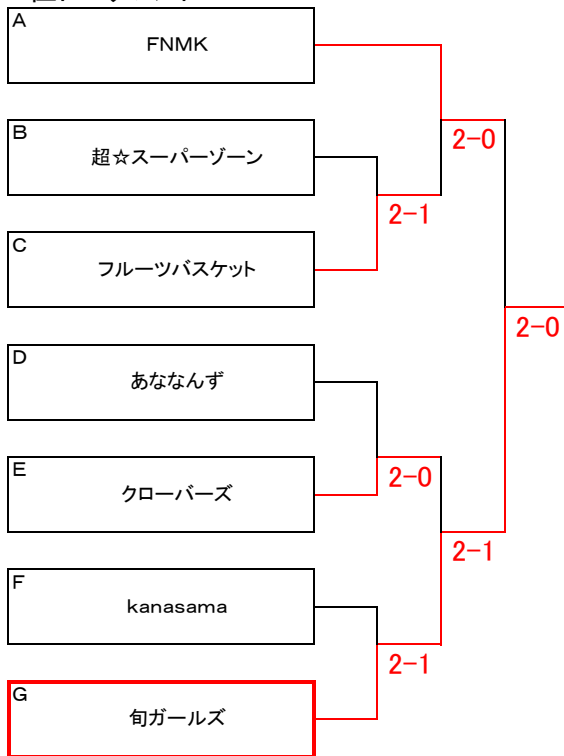 A
FNMK
2-0
B
超☆スーパーゾーン
2-1
C
フルーツバスケット
2-0
D
あななんず
E
クローバーズ
2-0
2-1
F
kanasama
2-1
G
旬ガールズ